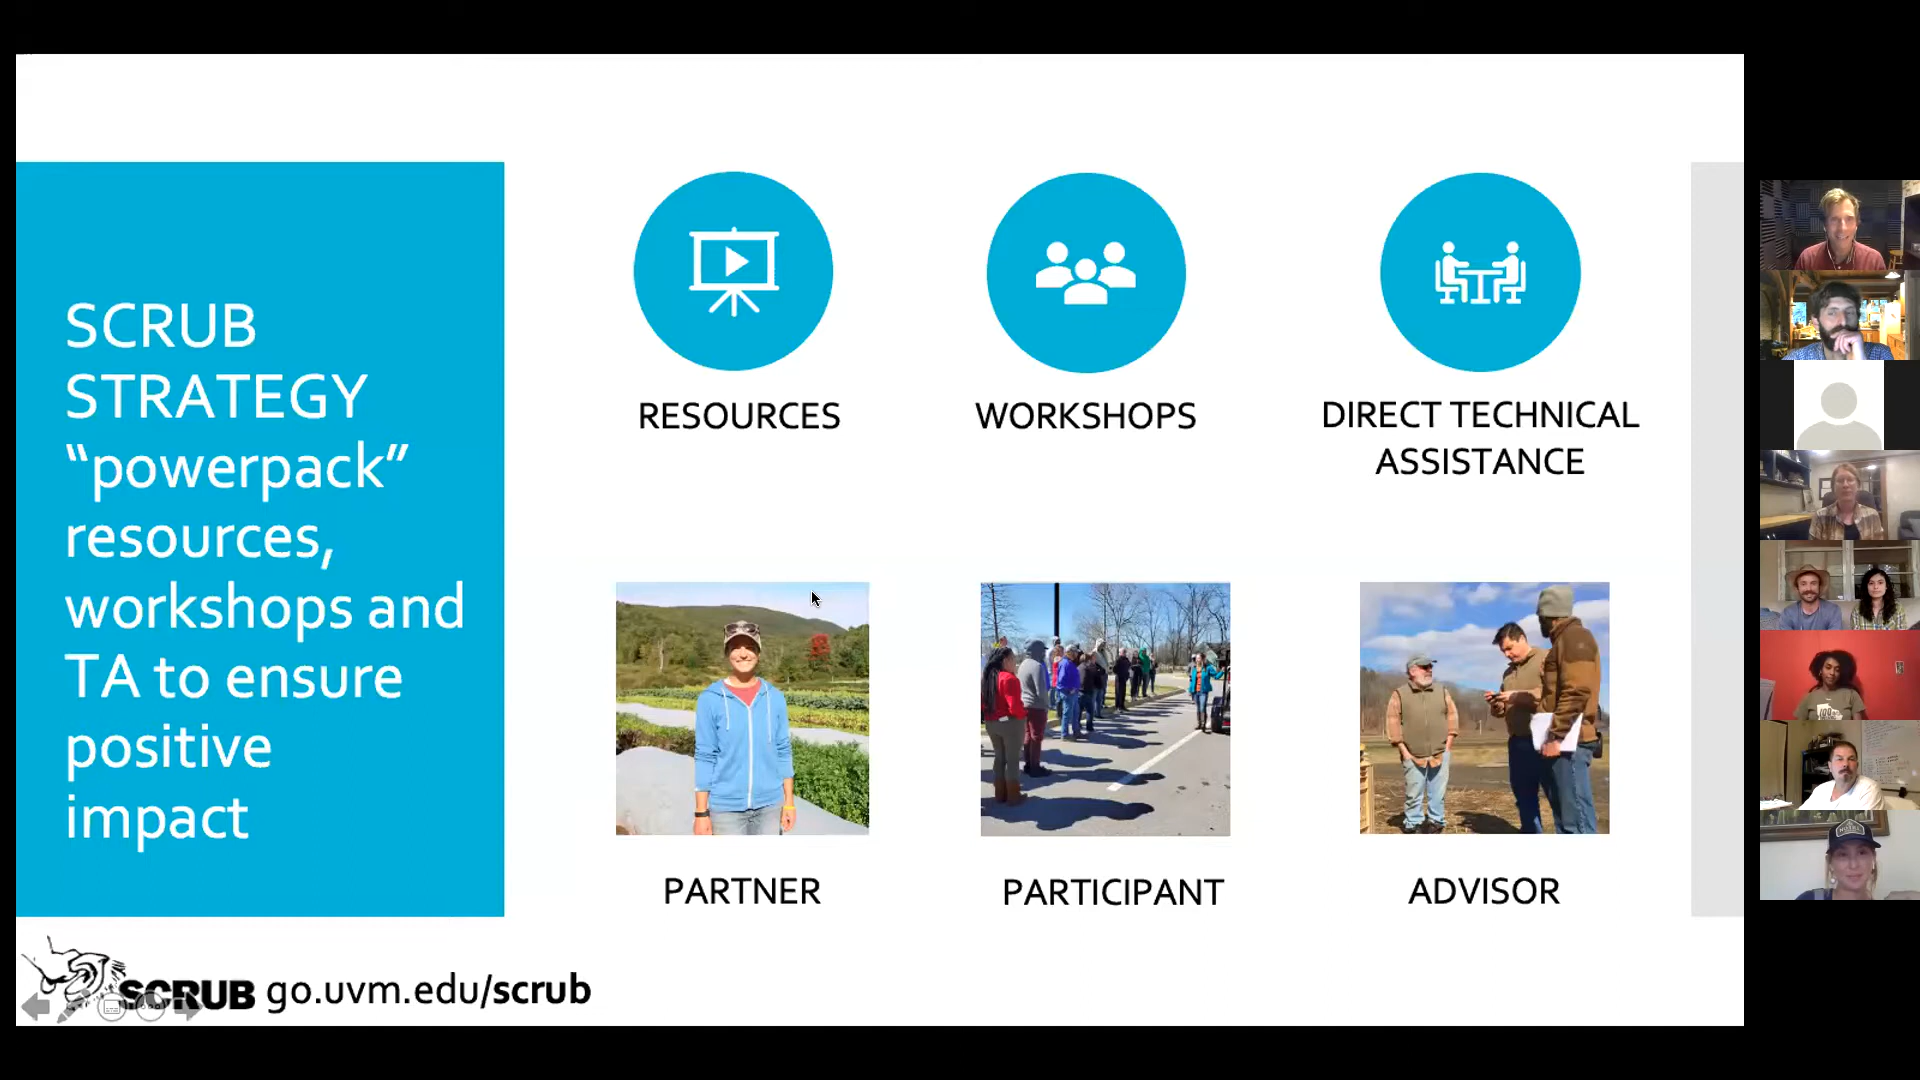 SCRUB
STRATEGY
“powerpack”
resources,
workshops and
TA to ensure
positive
impact
RESOURCES
WORKSHOPS
DIRECT TECHNICAL
ASSISTANCE
PARTNER
PARTICIPANT
ADVISOR
SCRUB go.uvm.edu/scrub